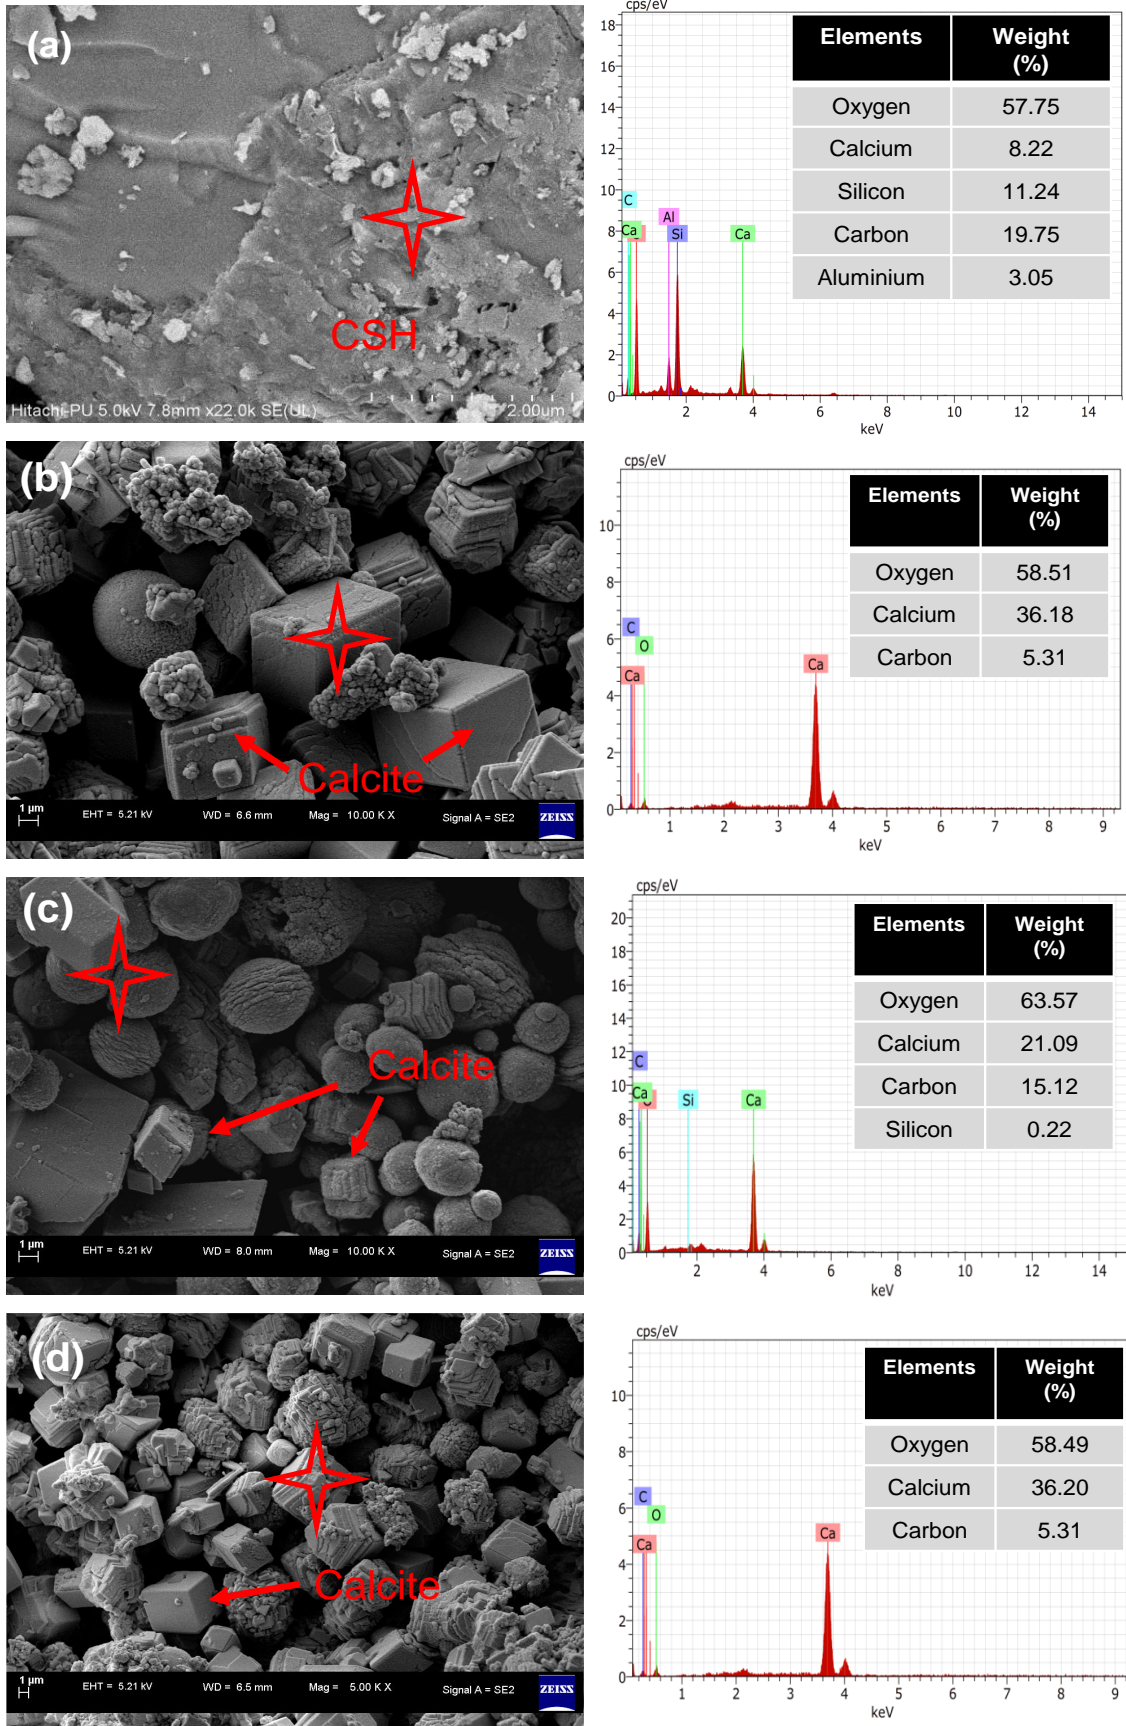 (a)
CSH
Hitachi-PU 5.0kV 7.8mm x22.0k SE(UL) 2.00um
cps/eV
18
16
14
12
10
8
6
4
2
0
C
Ca
Al
Si
Ca
2 4 6 8 10 12 14
keV
Elements Weight (%)
Oxygen 57.75
Calcium 8.22
Silicon 11.24
Carbon 19.75
Aluminium 3.05
(b)
Calcite
1 µm EHT = 5.21 kV WD = 6.6 mm Mag = 10.00 K X Signal A = SE2 ZEISS
cps/eV
10
8
6
4
2
0
C
O
Ca
Ca
1 2 3 4 5 6 7 8 9
keV
Elements Weight (%)
Oxygen 58.51
Calcium 36.18
Carbon 5.31
(c)
Calcite
1 µm EHT = 5.21 kV WD = 8.0 mm Mag = 10.00 K X Signal A = SE2 ZEISS
cps/eV
20
18
16
14
12
10
8
6
4
2
0
C
Ca
Si
Ca
2 4 6 8 10 12 14
keV
Elements Weight (%)
Oxygen 63.57
Calcium 21.09
Carbon 15.12
Silicon 0.22
(d)
Calcite
1 µm EHT = 5.21 kV WD = 6.5 mm Mag = 5.00 K X Signal A = SE2 ZEISS
cps/eV
10
8
6
4
2
0
C
O
Ca
Ca
1 2 3 4 5 6 7 8 9
keV
Elements Weight (%)
Oxygen 58.49
Calcium 36.20
Carbon 5.31